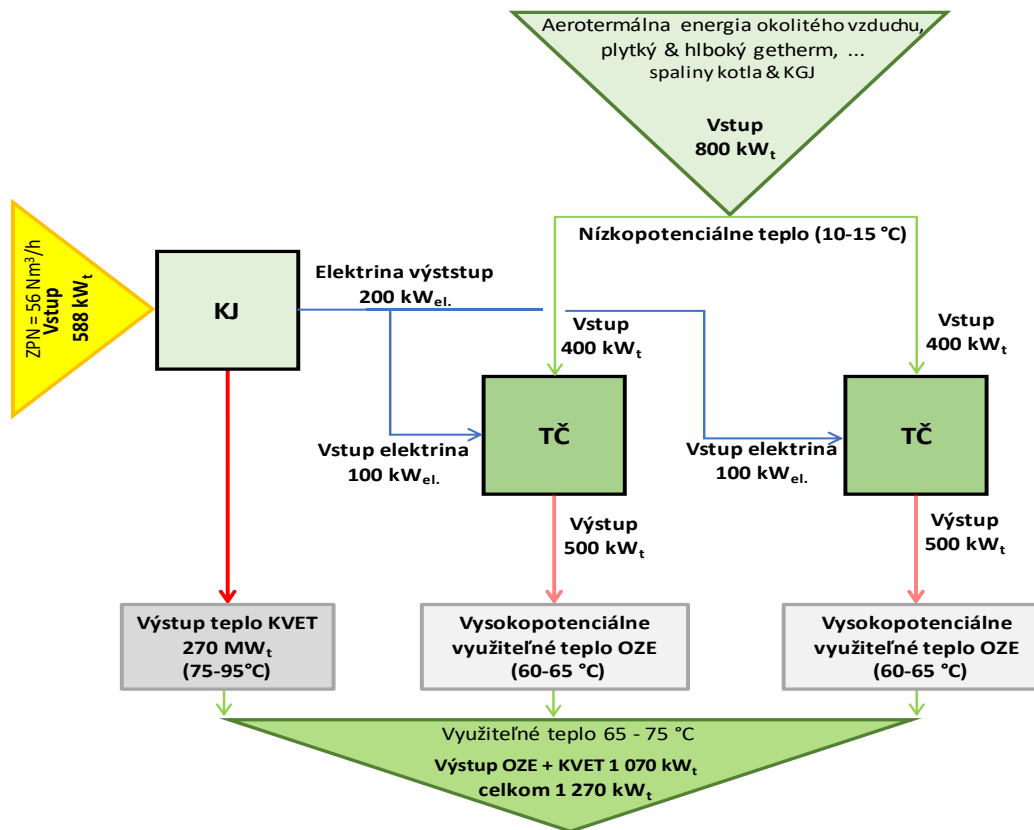 Aerotermálna energia okolitého vzduchu,
plytký & hlboký getherm, ...
spaliny kotla & KGJ
Vstup
800 kWt
Nízkopotenciálne teplo (10-15 °C)
ZPN = 56 Nm³/h
Vstup
588 kWt
KJ
Elektrina výststup
200 kWel.
Vstup
400 kWt
Vstup
400 kWt
TČ
TČ
Vstup elektrina
100 kWel.
Vstup elektrina
100 kWel.
Výstup
500 kWt
Výstup
500 kWt
Výstup teplo KVET
270 MWt
(75-95°C)
Vysokopotenciálne
využiteľné teplo OZE
(60-65 °C)
Vysokopotenciálne
využiteľné teplo OZE
(60-65 °C)
Využiteľné teplo 65 - 75 °C
Výstup OZE + KVET 1 070 kWt
celkom 1 270 kWt